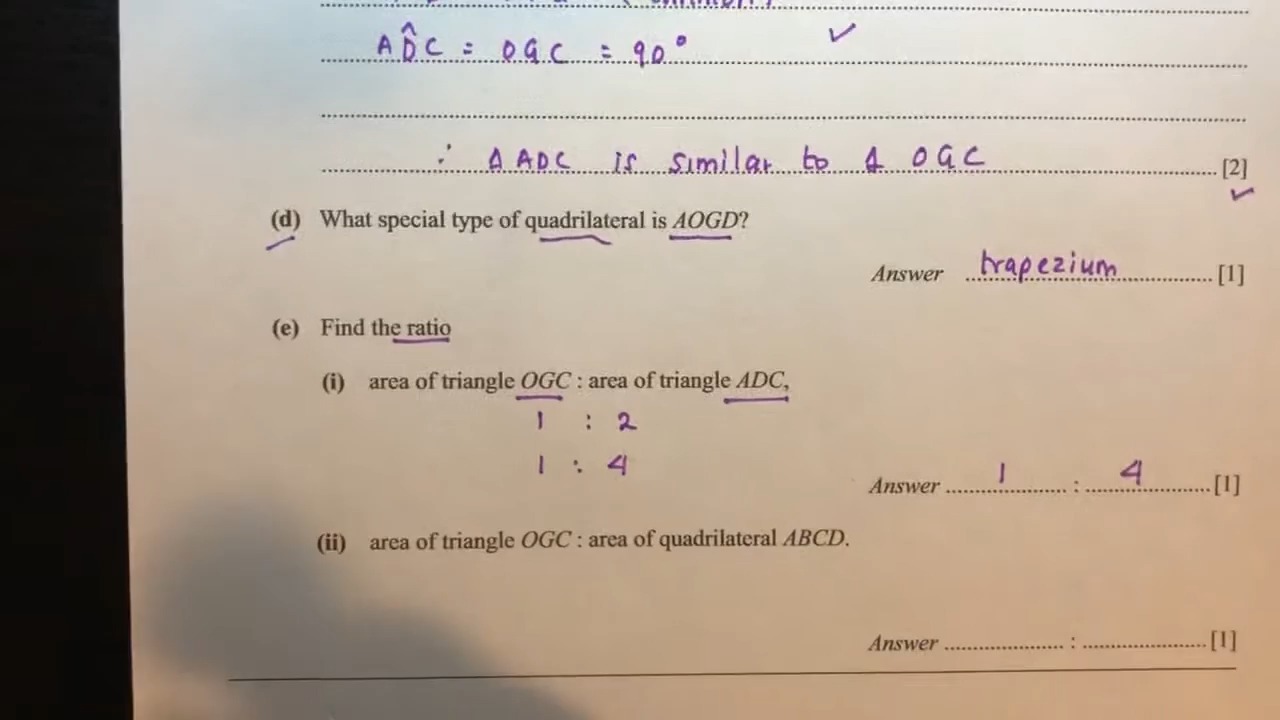 AD̂C = OGC = 90° ✓
∴ Δ ADC is similar to Δ OGC [2] ✓
(d) What special type of quadrilateral is AOGD?
Answer trapezium [1]
(e) Find the ratio
(i) area of triangle OGC : area of triangle ADC,
1 : 2
1 : 4
Answer 1 : 4 [1]
(ii) area of triangle OGC : area of quadrilateral ABCD.
Answer .................... : .................... [1]